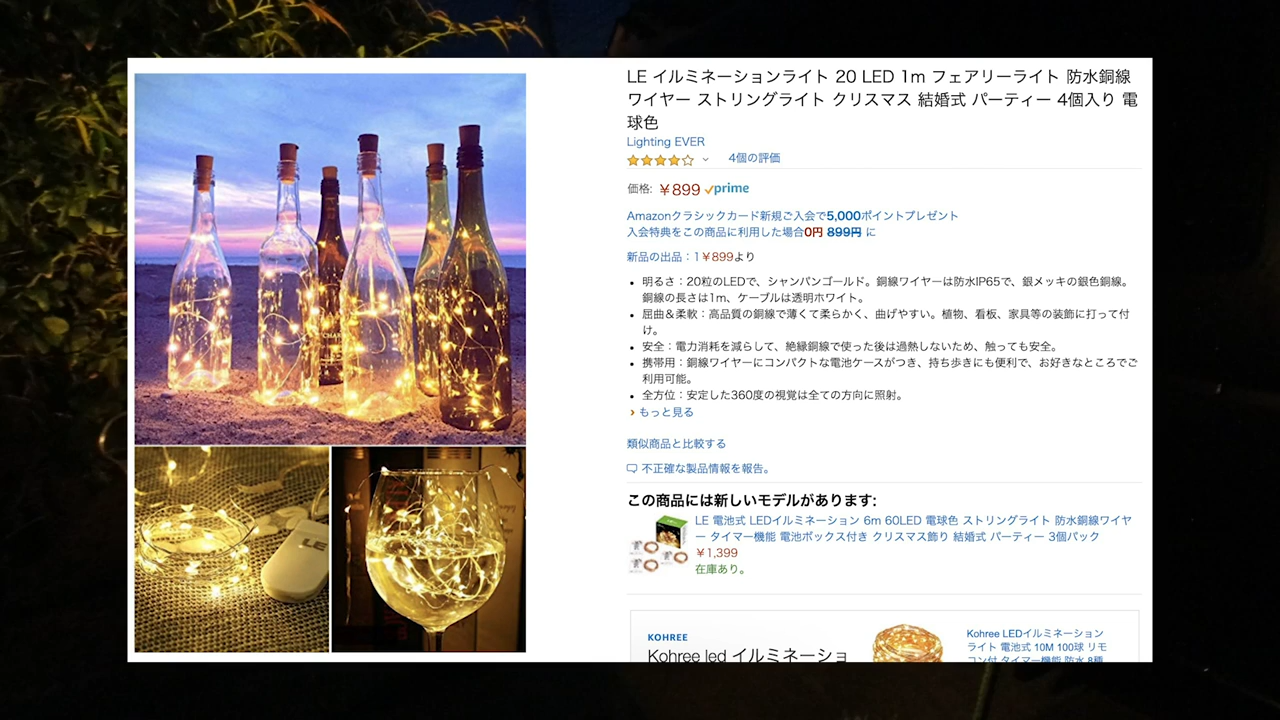 LE イルミネーションライト 20 LED 1m フェアリーライト 防水銅線
ワイヤー ストリングライト クリスマス 結婚式 パーティー 4個入り 電
球色
Lighting EVER
4個の評価
価格: ￥899 prime
Amazonクラシックカード新規ご入会で5,000ポイントプレゼント
入会特典をこの商品に利用した場合0円 899円 に
新品の出品：1￥899より
明るさ：20粒のLEDで、シャンパンゴールド。銅線ワイヤーは防水IP65で、銀メッキの銀色銅線。
銅線の長さは1m、ケーブルは透明ホワイト。
屈曲＆柔軟：高品質の銅線で薄くて柔らかく、曲げやすい。植物、看板、家具等の装飾に打って付
け。
安全：電力消耗を減らして、絶縁銅線で使った後は過熱しないため、触っても安全。
携帯用：銅線ワイヤーにコンパクトな電池ケースがつき、持ち歩きにも便利で、お好きなところでご
利用可能。
全方位：安定した360度の視覚は全ての方向に照射。
もっと見る
類似商品と比較する
不正確な製品情報を報告。
この商品には新しいモデルがあります:
LE 電池式 LEDイルミネーション 6m 60LED 電球色 ストリングライト 防水銅線ワイヤ
ー タイマー機能 電池ボックス付き クリスマス飾り 結婚式 パーティー 3個パック
￥1,399
在庫あり。
KOHREE
Kohree led イルミネーショ
Kohree LEDイルミネーション
ライト 電池式 10M 100球 リモ
コン付 タイマー機能 防水 8種
LE